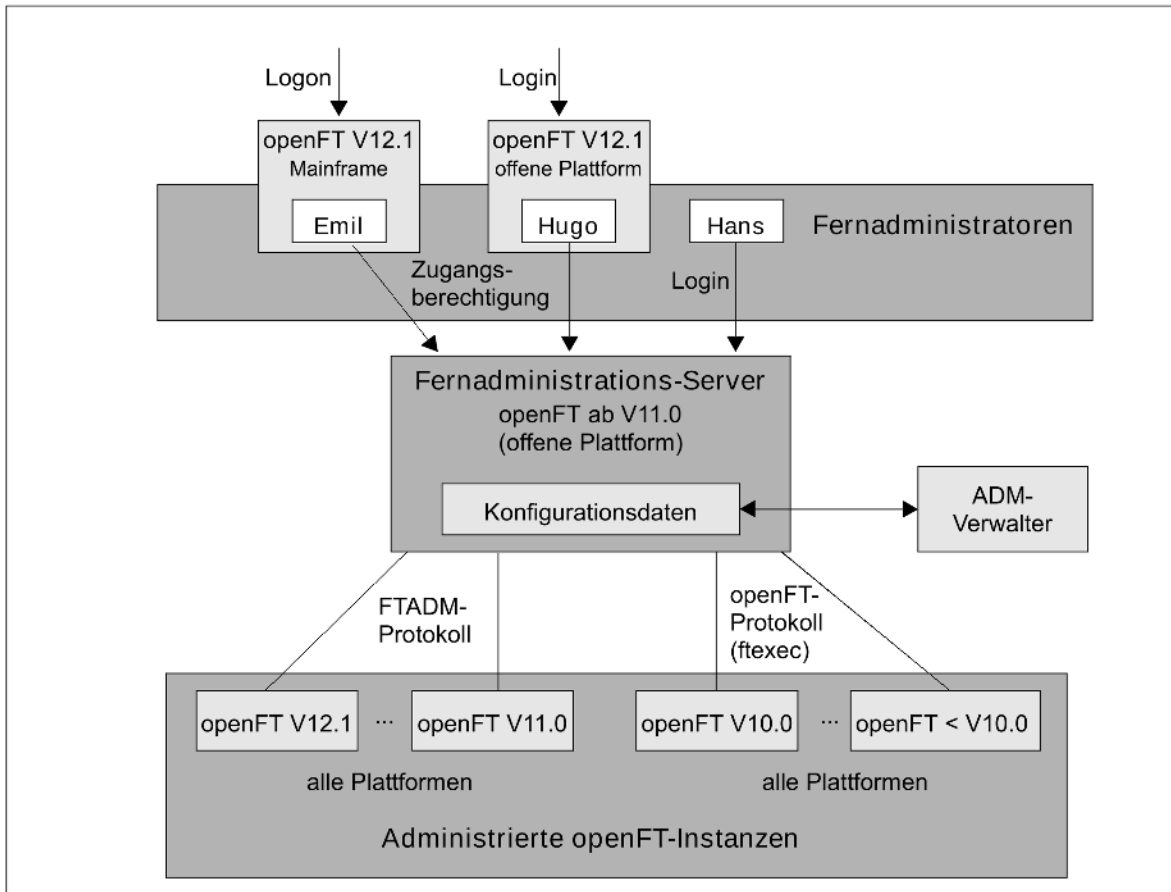 Logon
Login
openFT V12.1
Mainframe
openFT V12.1
offene Plattform
Emil
Hugo
Hans
Fernadministratoren
Zugangs-
berechtigung
Login
Fernadministrations-Server
openFT ab V11.0
(offene Plattform)
Konfigurationsdaten
ADM-
Verwalter
FTADM-
Protokoll
openFT-
Protokoll
(ftexec)
openFT V12.1
...
openFT V11.0
openFT V10.0
...
openFT < V10.0
alle Plattformen
alle Plattformen
Administrierte openFT-Instanzen